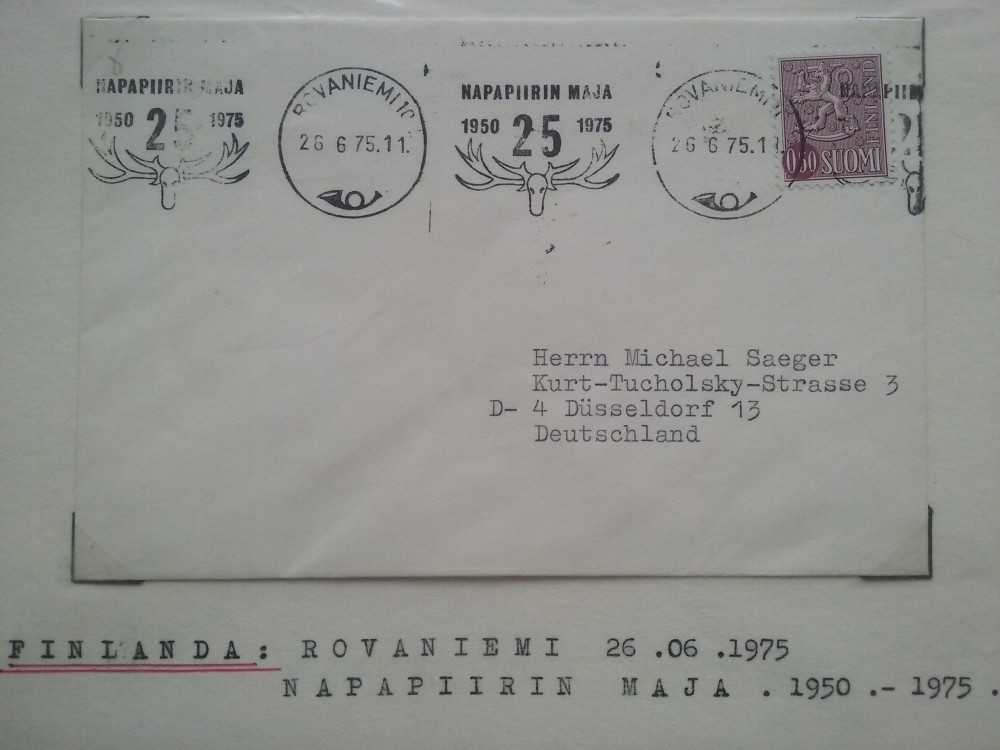 NAPAPIIRIN MAJA
1950 25 1975
ROVANIEMI 10
26 6 75.11.
NAPAPIIRIN MAJA
1950 25 1975
ROVANIEMI
26 6 75.1
FINLAND
0,60 SUOMI
Herrn Michael Saeger
Kurt-Tucholsky-Strasse 3
D- 4 Düsseldorf 13
Deutschland
FINLANDA: ROVANIEMI 26 .06 .1975
NAPAPIIRIN MAJA . 1950 .- 1975 .